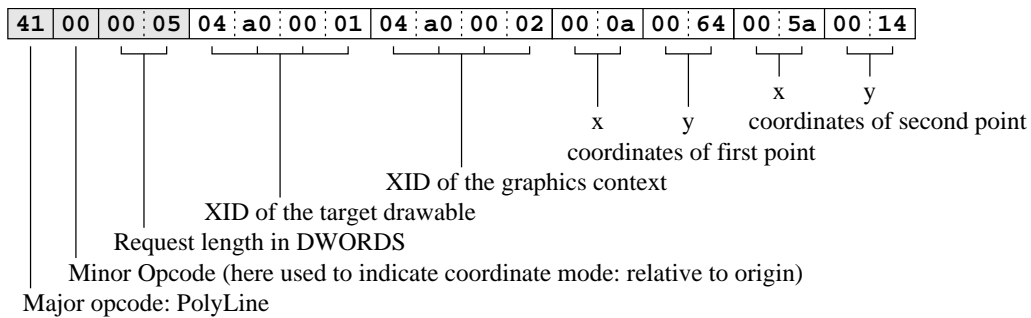 41 00 00 05 04 a0 00 01 04 a0 00 02 00 0a 00 64 00 5a 00 14
x y
coordinates of second point
x y
coordinates of first point
XID of the graphics context
XID of the target drawable
Request length in DWORDS
Minor Opcode (here used to indicate coordinate mode: relative to origin)
Major opcode: PolyLine